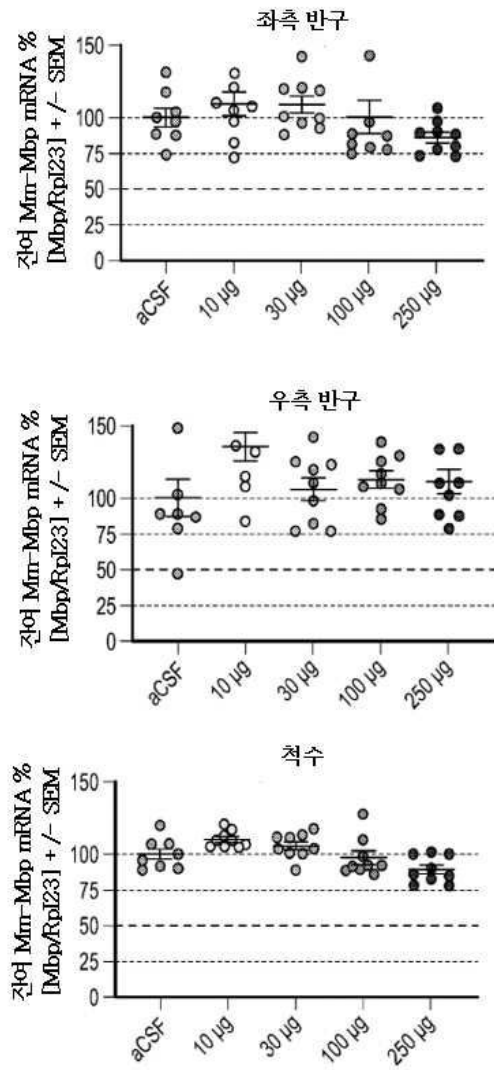 좌측 반구
잔여 Mm-Mbp mRNA %
[Mbp/Rpl23] +/- SEM
150
100
75
50
25
0
aCSF
10 µg
30 µg
100 µg
250 µg
우측 반구
잔여 Mm-Mbp mRNA %
[Mbp/Rpl23] +/- SEM
150
100
75
50
25
0
aCSF
10 µg
30 µg
100 µg
250 µg
척수
잔여 Mm-Mbp mRNA %
[Mbp/Rpl23] +/- SEM
150
100
75
50
25
0
aCSF
10 µg
30 µg
100 µg
250 µg